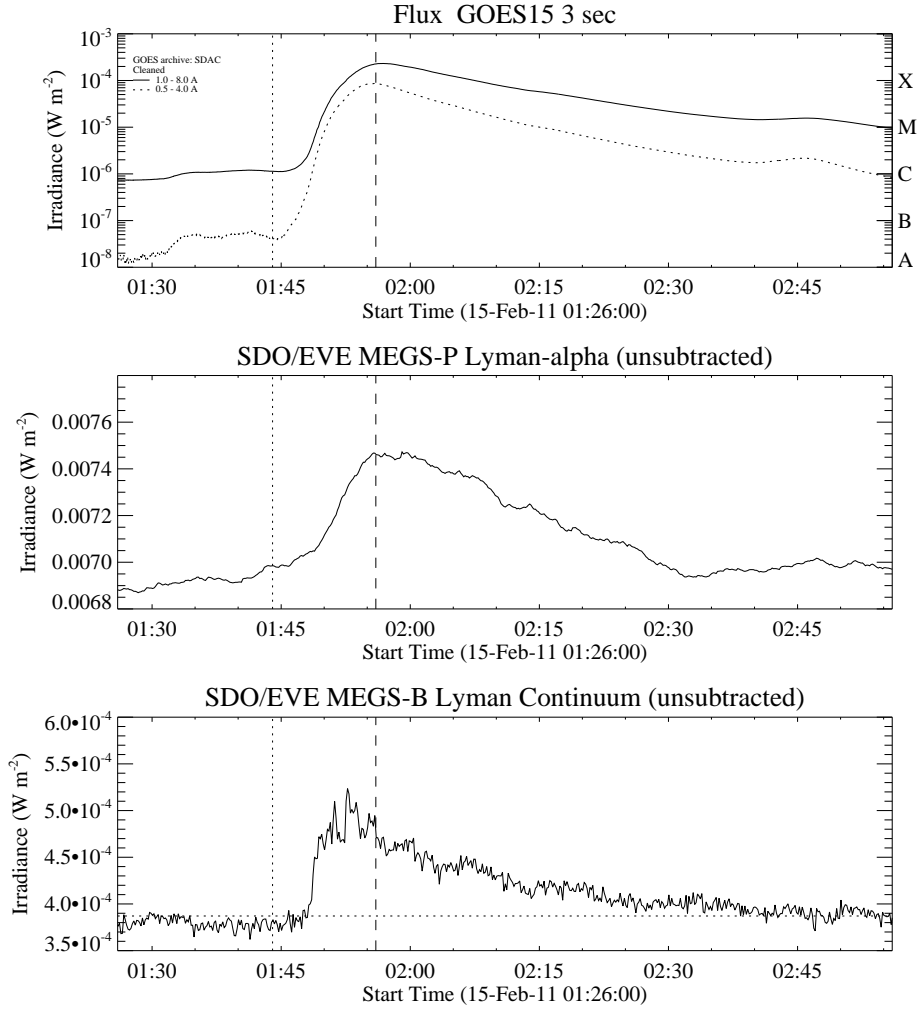 Flux GOES15 3 sec
GOES archive: SDAC
Cleaned
1.0 - 8.0 A
0.5 - 4.0 A
Irradiance (W m-2)
10-3
10-4
10-5
10-6
10-7
10-8
X
M
C
B
A
01:30 01:45 02:00 02:15 02:30 02:45
Start Time (15-Feb-11 01:26:00)
SDO/EVE MEGS-P Lyman-alpha (unsubtracted)
Irradiance (W m-2)
0.0076
0.0074
0.0072
0.0070
0.0068
01:30 01:45 02:00 02:15 02:30 02:45
Start Time (15-Feb-11 01:26:00)
SDO/EVE MEGS-B Lyman Continuum (unsubtracted)
Irradiance (W m-2)
6.0•10-4
5.5•10-4
5.0•10-4
4.5•10-4
4.0•10-4
3.5•10-4
01:30 01:45 02:00 02:15 02:30 02:45
Start Time (15-Feb-11 01:26:00)